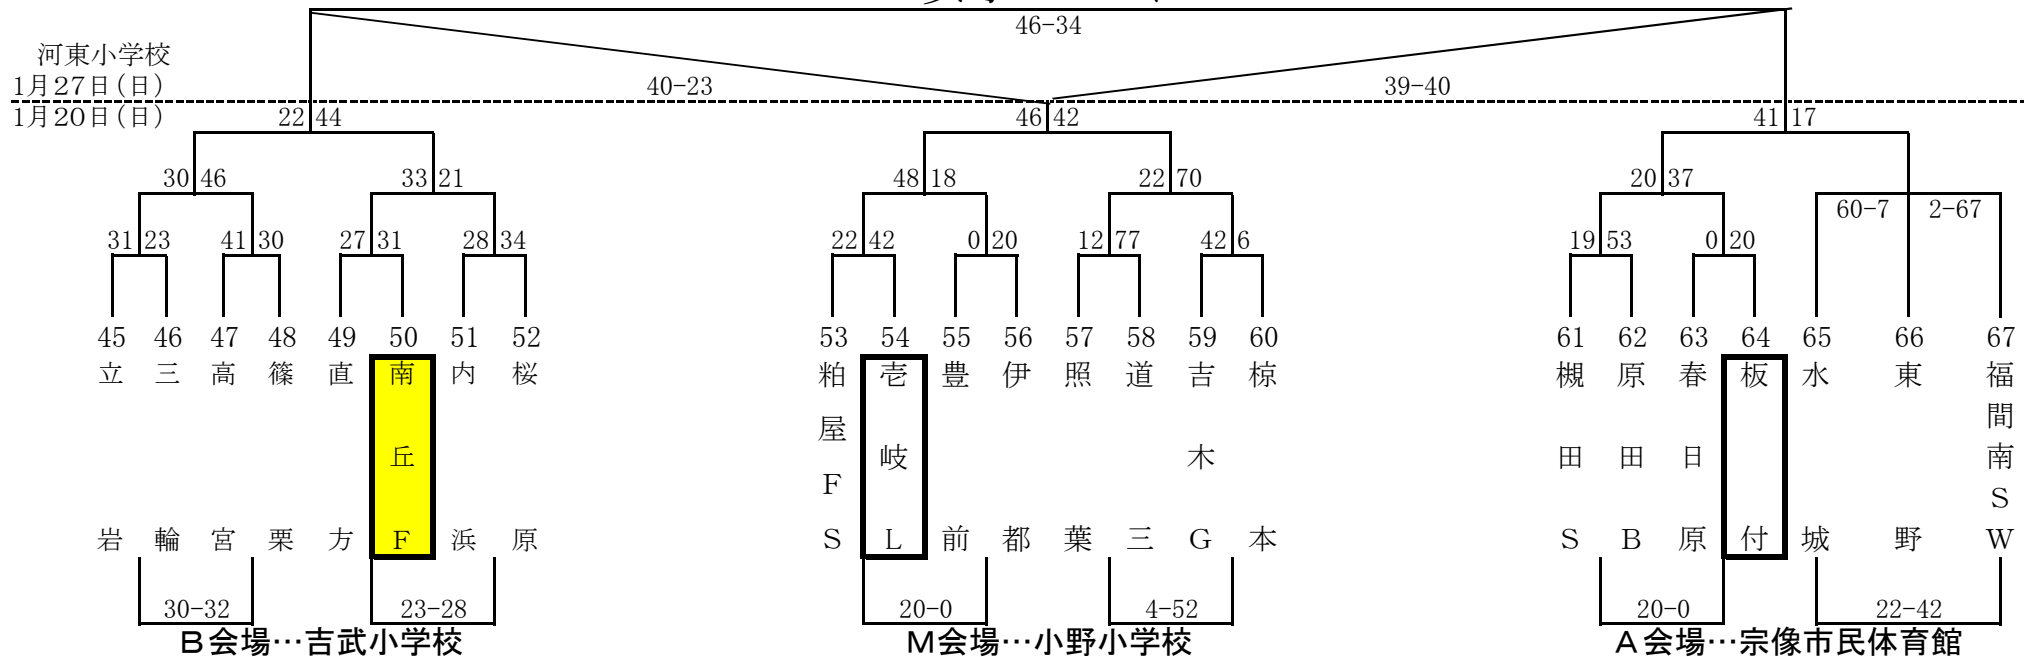 46-34
河東小学校
1月27日(日)
40-23
39-40
1月20日(日)
22 44
46 42
41 17
30 46
33 21
48 18
22 70
20 37
60-7
2-67
31 23
41 30
27 31
28 34
22 42
0 20
12 77
42 6
19 53
0 20
45 46 47 48 49 50 51 52
53 54 55 56 57 58 59 60
61 62 63 64 65 66 67
立岩
三輪
高宮
篠栗
直方
南丘F
内浜
桜原
粕屋FS
壱岐L
豊前
伊都
照葉
道三
吉木G
椋本
槻田S
原田B
春日原
板付
水城
東野
福間南SW
30-32
23-28
20-0
4-52
20-0
22-42
B会場…吉武小学校
M会場…小野小学校
A会場…宗像市民体育館